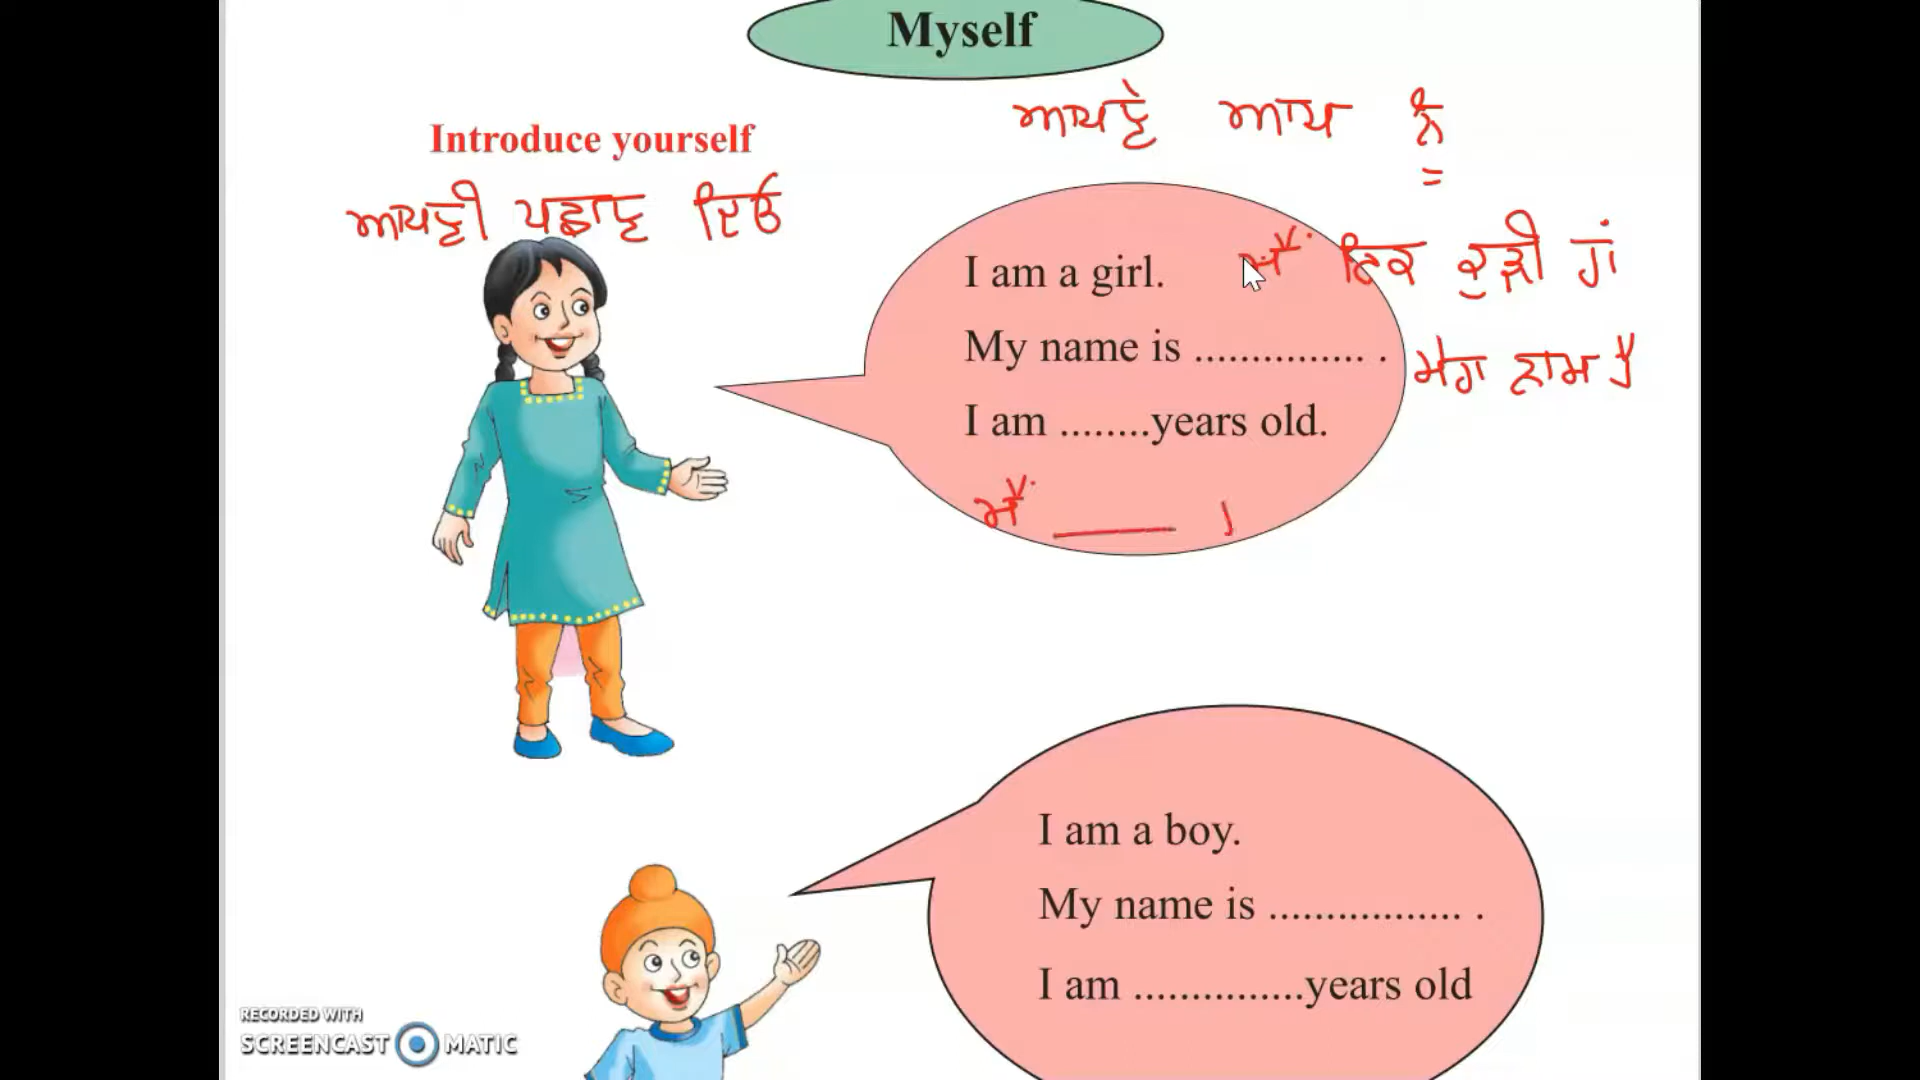 Myself
ਆਪਣੇ ਆਪ ਨੂੰ
Introduce yourself
ਆਪਣੀ ਪਛਾਣ ਦਿਓ
I am a girl. ਮੈਂ ਇਕ ਕੁੜੀ ਹਾਂ
My name is ............... . ਮੇਰਾ ਨਾਮ
I am ........years old.
ਮੈਂ ______ ।
I am a boy.
My name is ................. .
I am ...............years old
RECORDED WITH
SCREENCAST MATIC